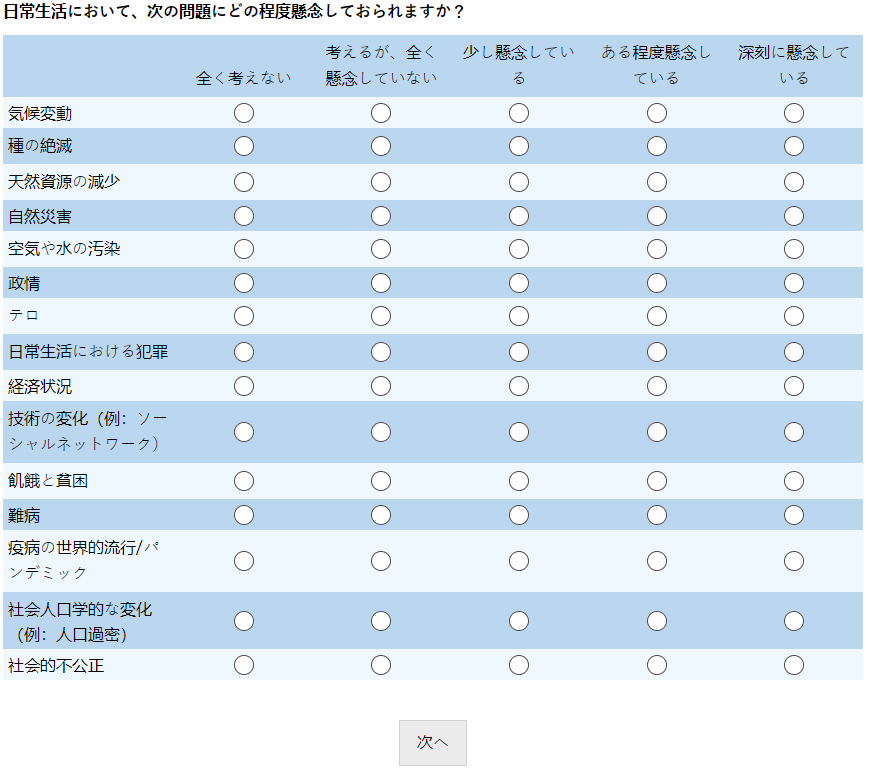 日常生活において、次の問題にどの程度懸念しておられますか？
全く考えない
考えるが、全く
懸念していない
少し懸念してい
る
ある程度懸念し
ている
深刻に懸念して
いる
気候変動
種の絶滅
天然資源の減少
自然災害
空気や水の汚染
政情
テロ
日常生活における犯罪
経済状況
技術の変化（例：ソー
シャルネットワーク）
飢餓と貧困
難病
疫病の世界的流行/パ
ンデミック
社会人口学的な変化
（例：人口過密）
社会的不公正
次へ